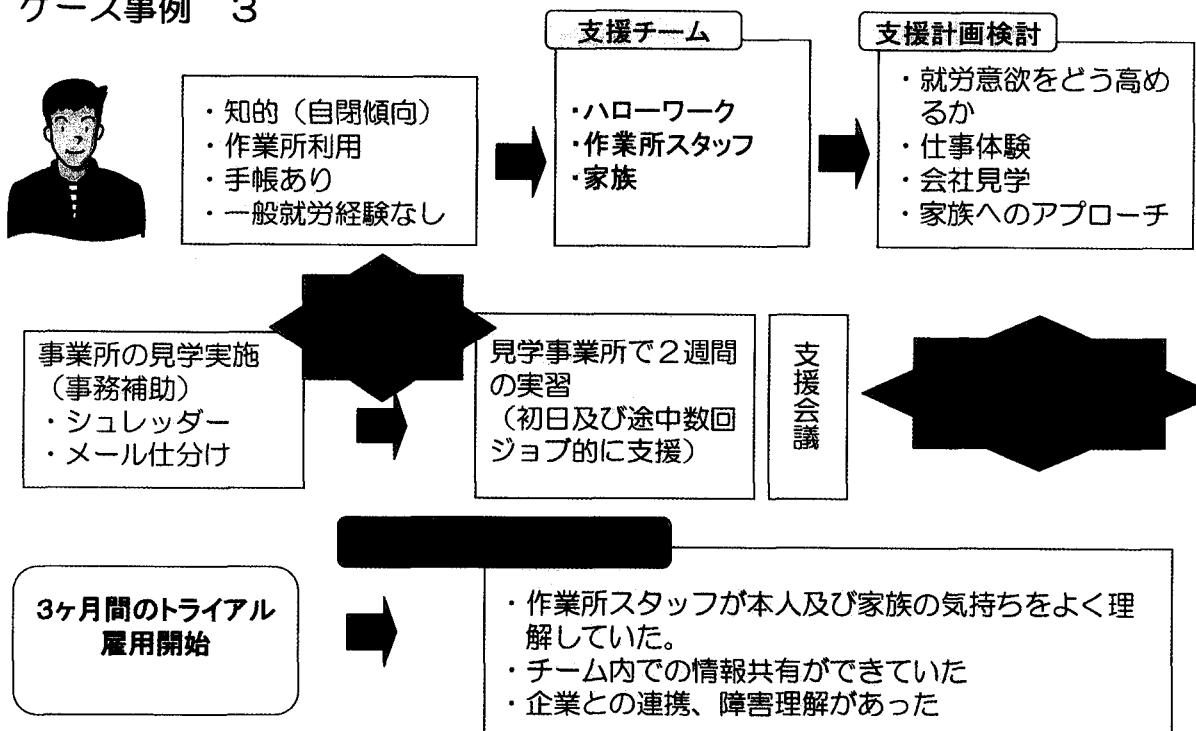 ケース事例 3
・知的（自閉傾向）
・作業所利用
・手帳あり
・一般就労経験なし
支援チーム
・ハローワーク
・作業所スタッフ
・家族
支援計画検討
・就労意欲をどう高め
るか
・仕事体験
・会社見学
・家族へのアプローチ
事業所の見学実施
（事務補助）
・シュレッダー
・メール仕分け
見学事業所で２週間
の実習
（初日及び途中数回
ジョブ的に支援）
支援会議
3ヶ月間のトライアル
雇用開始
・作業所スタッフが本人及び家族の気持ちをよく理
解していた。
・チーム内での情報共有ができていた
・企業との連携、障害理解があった